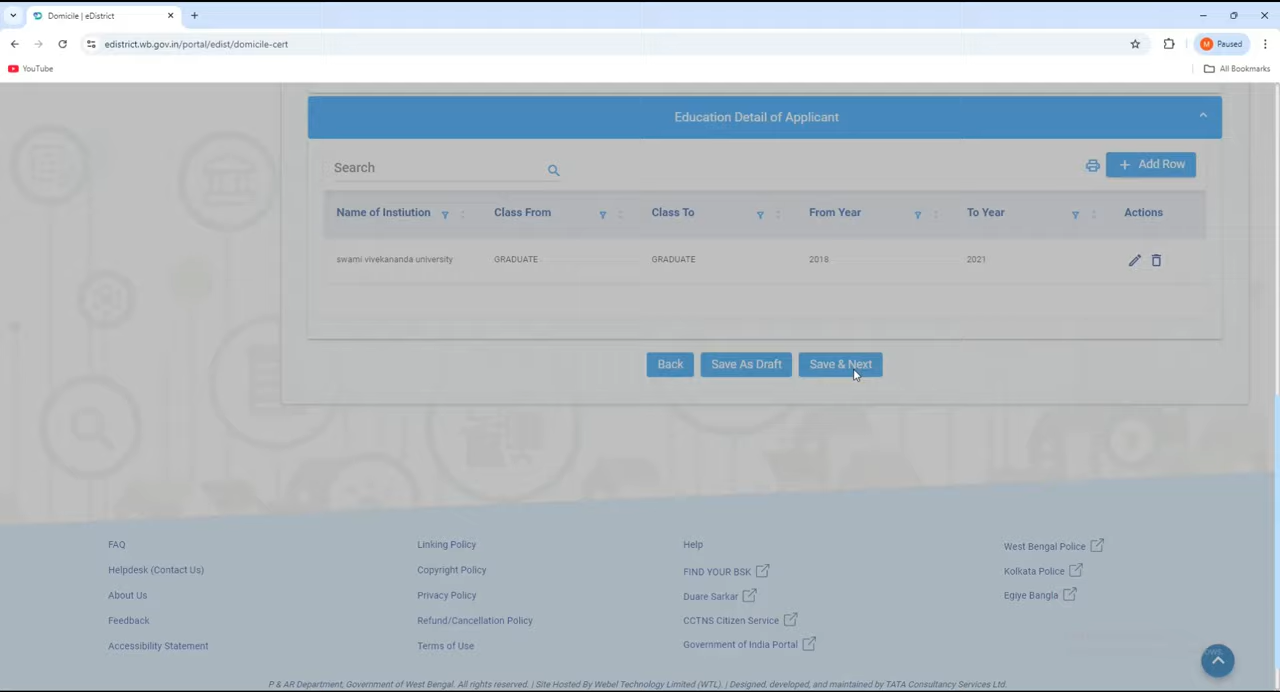 Domicile | eDistrict
edistrict.wb.gov.in/portal/edist/domicile-cert
M Paused
YouTube
All Bookmarks
Education Detail of Applicant
Search
+ Add Row
Name of Instiution Class From Class To From Year To Year Actions
swami vivekananda university GRADUATE GRADUATE 2018 2021
Back Save As Draft Save & Next
FAQ Linking Policy Help West Bengal Police
Helpdesk (Contact Us) Copyright Policy FIND YOUR BSK Kolkata Police
About Us Privacy Policy Duare Sarkar Egiye Bangla
Feedback Refund/Cancellation Policy CCTNS Citizen Service
Accessibility Statement Terms of Use Government of India Portal
P & AR Department, Government of West Bengal. All rights reserved. | Site Hosted By Webel Technology Limited (WTL). | Designed, developed, and maintained by TATA Consultancy Services Ltd.